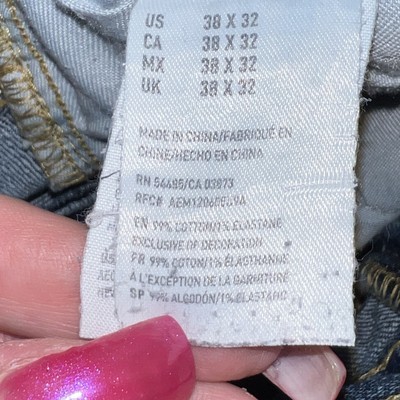 US 38 X 32
CA 38 X 32
MX 38 X 32
UK 38 X 32
MADE IN CHINA/FABRIQUÉ EN
CHINE/HECHO EN CHINA
RN 54485/CA 03873
RFC# AEM1206089A
EN 99% COTTON/1% ELASTANE
EXCLUSIVE OF DECORATION
FR 99% COTON/1% ÉLASTHANNE
À L'EXCEPTION DE LA GARNITURE
SP 99% ALGODÓN/1% ELASTANO